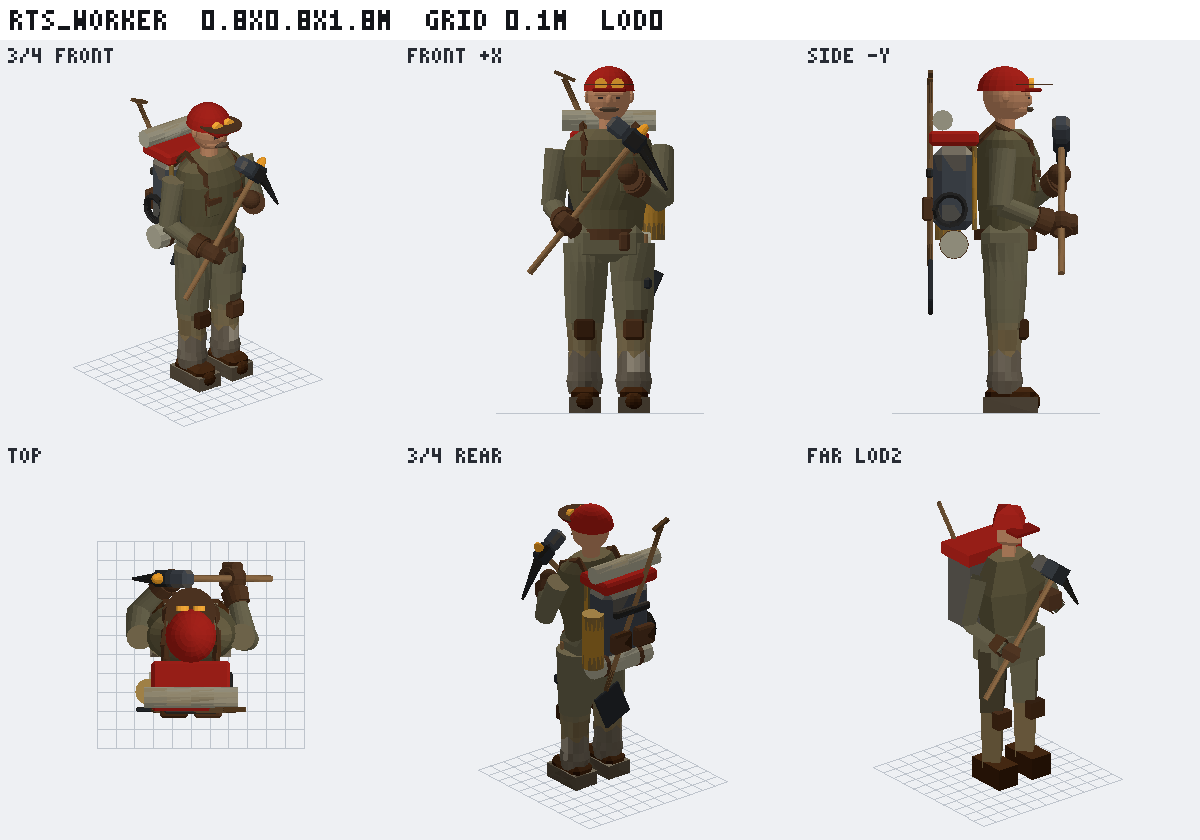 RTS_WORKER 0.8X0.8X1.8M GRID 0.1M LOD0
3/4 FRONT
FRONT +X
SIDE -Y
TOP
3/4 REAR
FAR LOD2